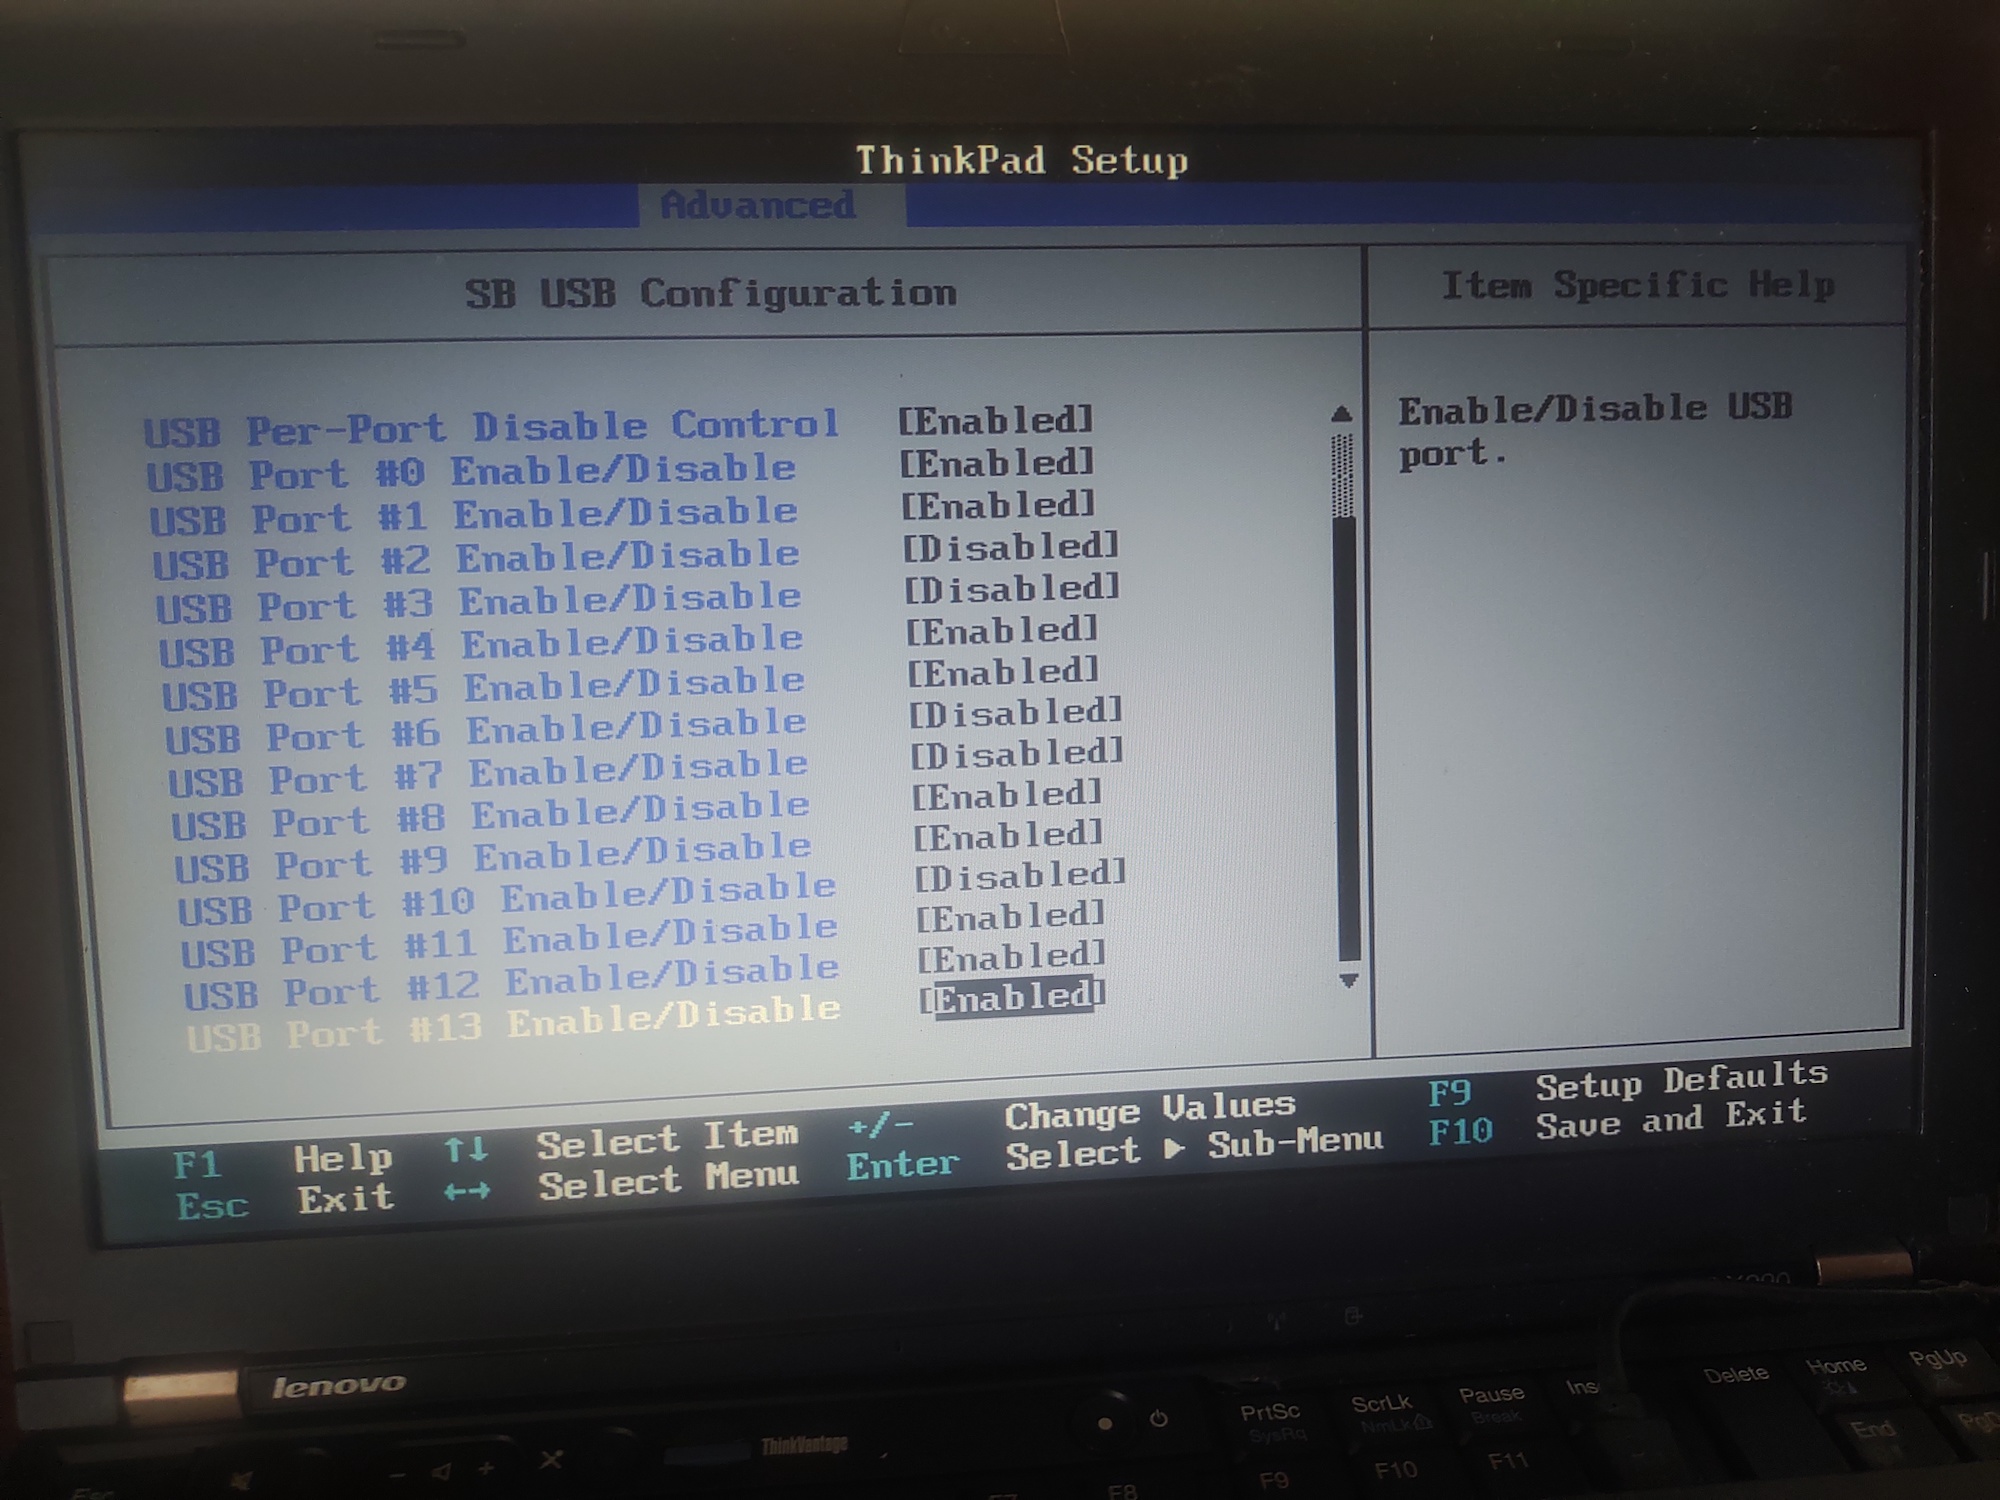 ThinkPad Setup
Advanced
SB USB Configuration
Item Specific Help
USB Per-Port Disable Control [Enabled]
USB Port #0 Enable/Disable [Enabled]
USB Port #1 Enable/Disable [Enabled]
USB Port #2 Enable/Disable [Disabled]
USB Port #3 Enable/Disable [Disabled]
USB Port #4 Enable/Disable [Enabled]
USB Port #5 Enable/Disable [Enabled]
USB Port #6 Enable/Disable [Disabled]
USB Port #7 Enable/Disable [Disabled]
USB Port #8 Enable/Disable [Enabled]
USB Port #9 Enable/Disable [Enabled]
USB Port #10 Enable/Disable [Disabled]
USB Port #11 Enable/Disable [Enabled]
USB Port #12 Enable/Disable [Enabled]
USB Port #13 Enable/Disable [Enabled]
Enable/Disable USB
port.
F1 Help ↑↓ Select Item +/- Change Values F9 Setup Defaults
Esc Exit ←→ Select Menu Enter Select ▶ Sub-Menu F10 Save and Exit
lenovo
ThinkVantage
PrtSc
SysRq
ScrLk
NmLk
Pause
Break
Ins
Delete
Home
PgUp
End
Esc
F8
F9
F10
F11